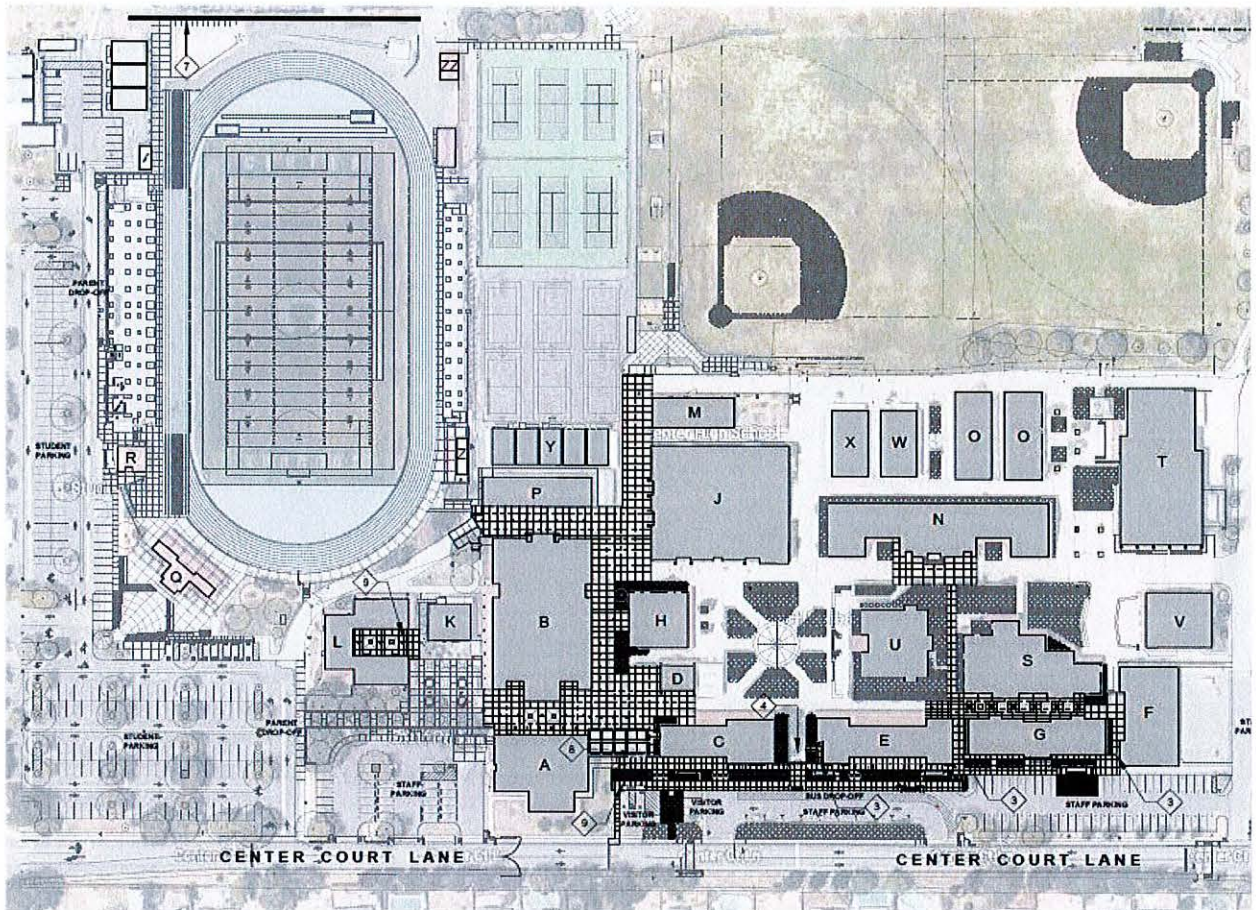 7
ZZ
PARENT
DROP-OFF
STUDENT
PARKING
R
Z
Y
P
M
X
W
O
O
T
J
N
Q
9
L
K
B
H
D
U
S
V
F
4
C
E
G
A
8
PARENT
DROP-OFF
STUDENT
PARKING
STAFF
PARKING
9
VISITOR
PARKING
VISITOR
PARKING
BUS DROP-OFF
STAFF PARKING
3
3
STAFF PARKING
3
CENTER COURT LANE
CENTER COURT LANE